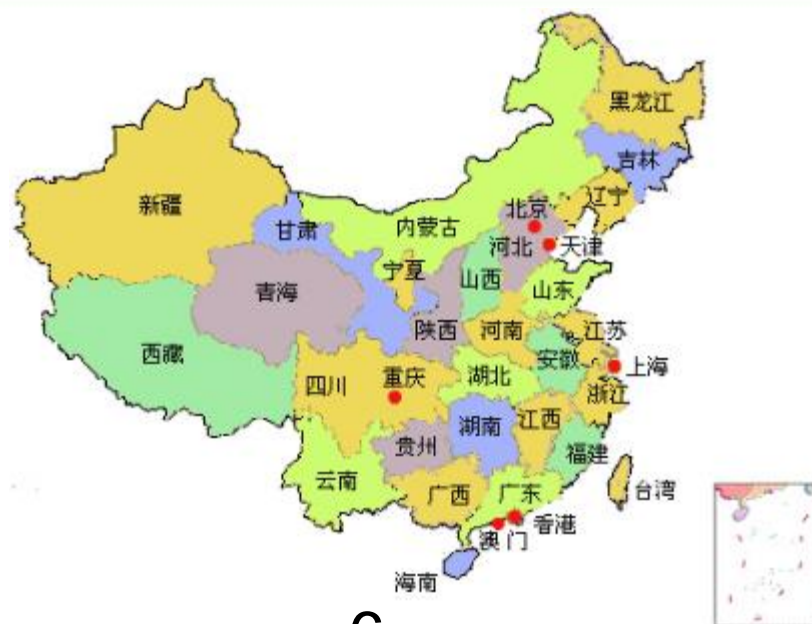 黑龙江
吉林
辽宁
新疆
北京
甘肃
内蒙古
河北
天津
宁夏
山西
青海
山东
陕西
河南
江苏
西藏
安徽
上海
四川
重庆
湖北
浙江
湖南
江西
贵州
福建
云南
广西
广东
台湾
香港
澳门
海南